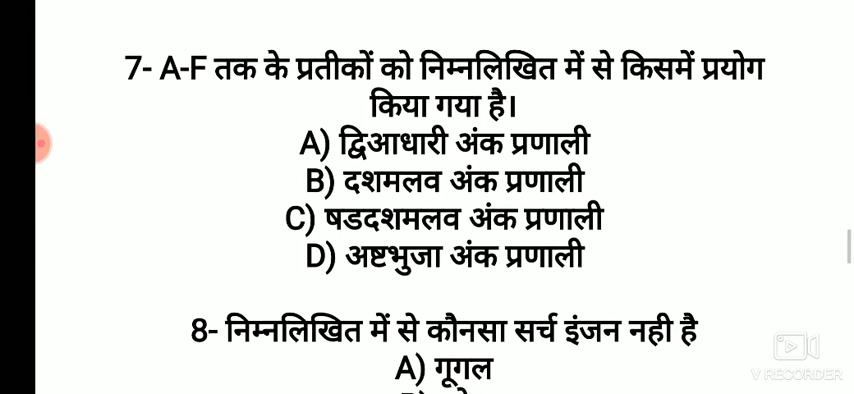 7- A-F तक के प्रतीकों को निम्नलिखित में से किसमें प्रयोग
किया गया है।
A) द्विआधारी अंक प्रणाली
B) दशमलव अंक प्रणाली
C) षडदशमलव अंक प्रणाली
D) अष्टभुजा अंक प्रणाली
8- निम्नलिखित में से कौनसा सर्च इंजन नही है
A) गूगल
V RECORDER